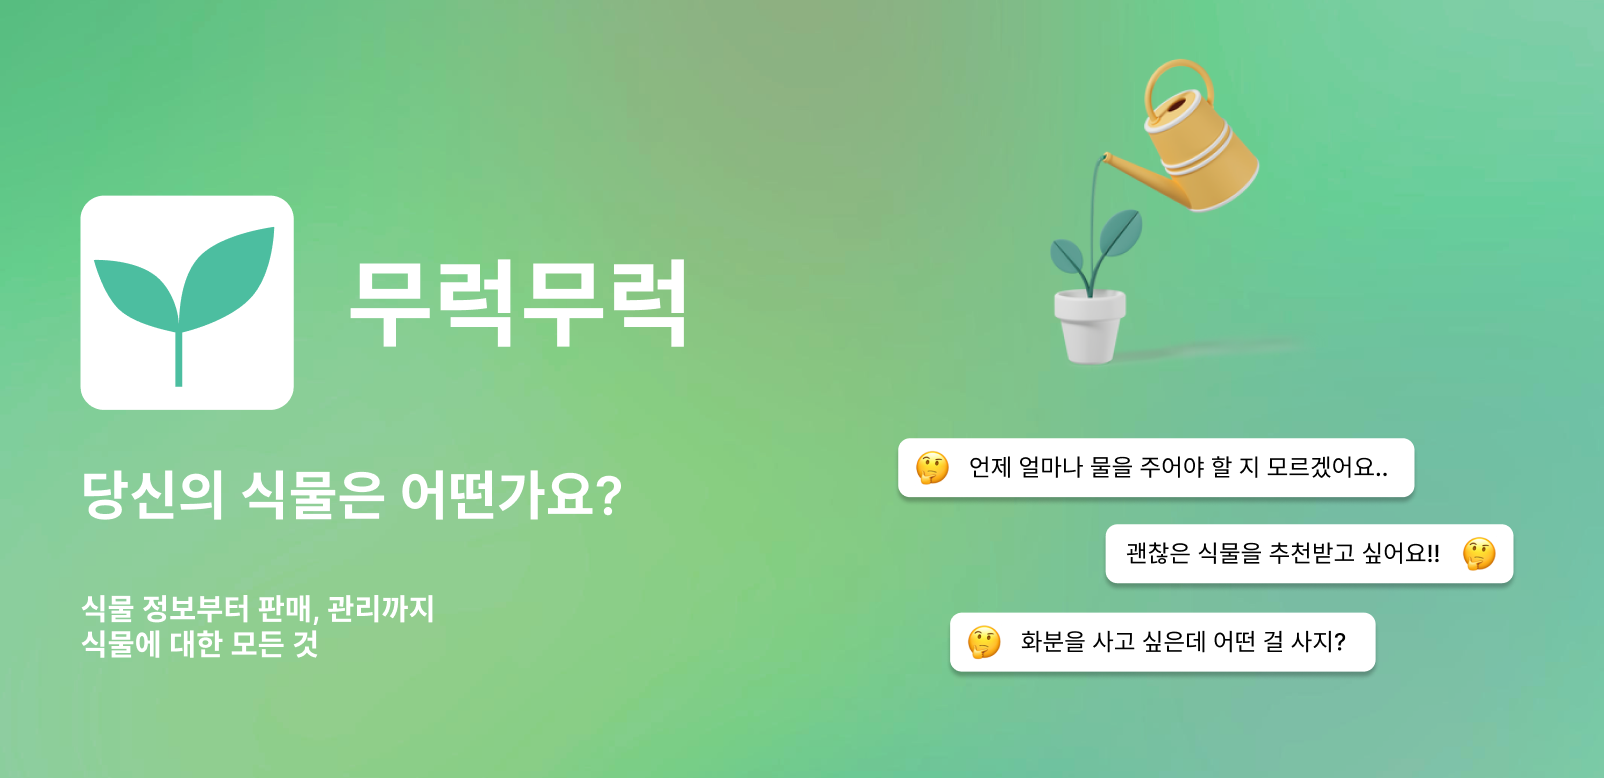 무럭무럭
당신의 식물은 어떤가요?
식물 정보부터 판매, 관리까지
식물에 대한 모든 것
언제 얼마나 물을 주어야 할 지 모르겠어요..
괜찮은 식물을 추천받고 싶어요!!
화분을 사고 싶은데 어떤 걸 사지?